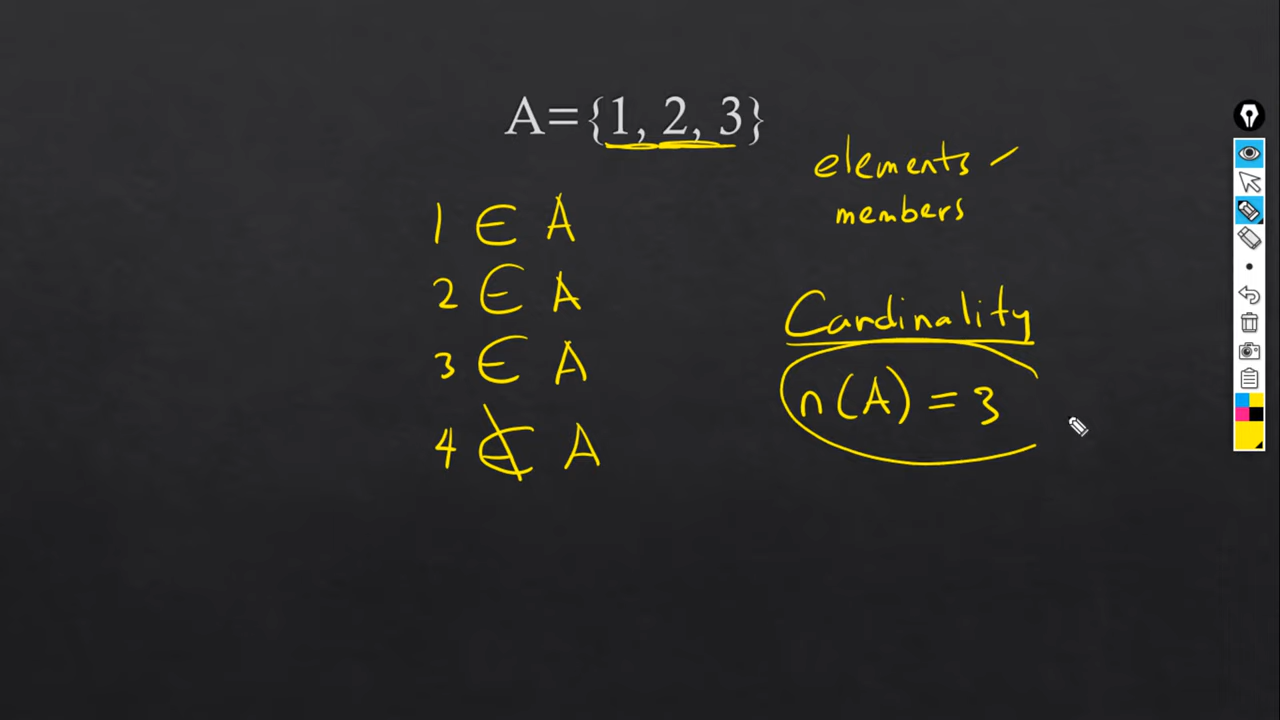 A={1, 2, 3}
elements /
members
1 ∈ A
2 ∈ A
3 ∈ A
4 ∉ A
Cardinality
n(A) = 3